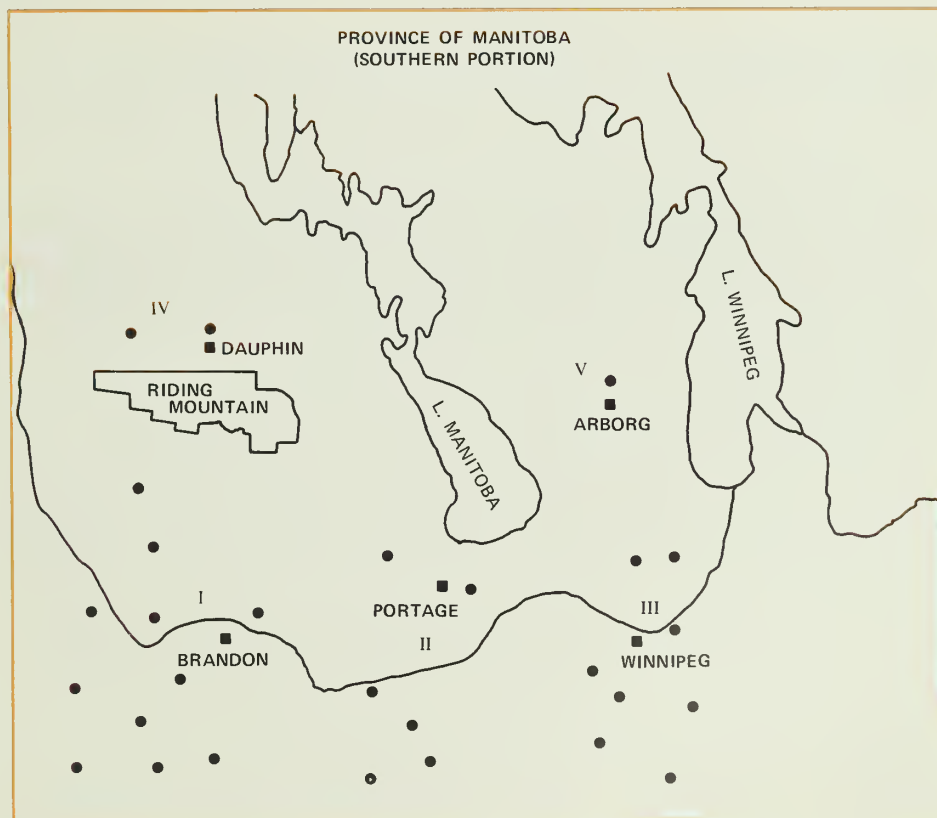 PROVINCE OF MANITOBA
(SOUTHERN PORTION)
IV
DAUPHIN
RIDING
MOUNTAIN
L. MANITOBA
V
ARBORG
L. WINNIPEG
I
BRANDON
PORTAGE
II
III
WINNIPEG